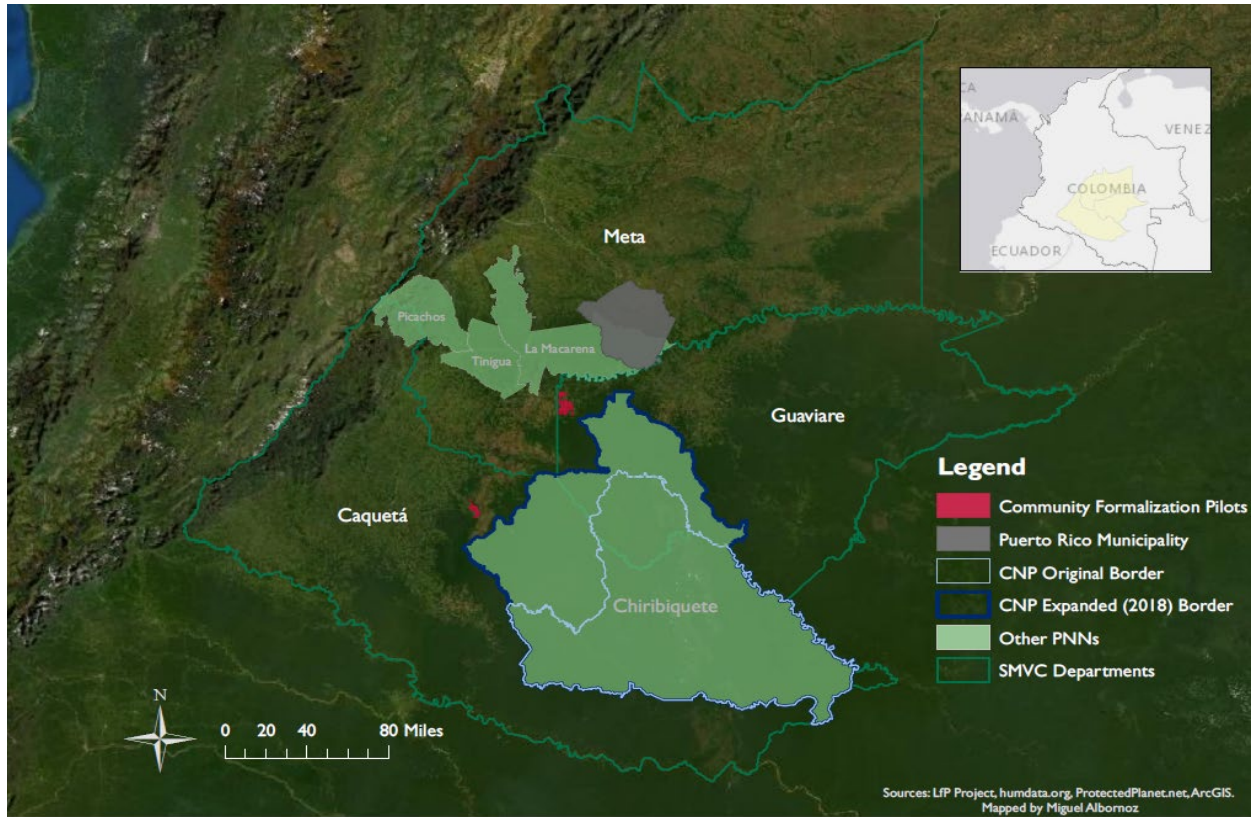 CA
PANAMÁ
VENEZ
COLOMBIA
ECUADOR
Meta
Picachos
Tinigua
La Macarena
Guaviare
Caquetá
Chiribiquete
Legend
Community Formalization Pilots
Puerto Rico Municipality
CNP Original Border
CNP Expanded (2018) Border
Other PNNs
SMVC Departments
N
0 20 40 80 Miles
Sources: LfP Project, humdata.org, ProtectedPlanet.net, ArcGIS.
Mapped by Miguel Albornoz